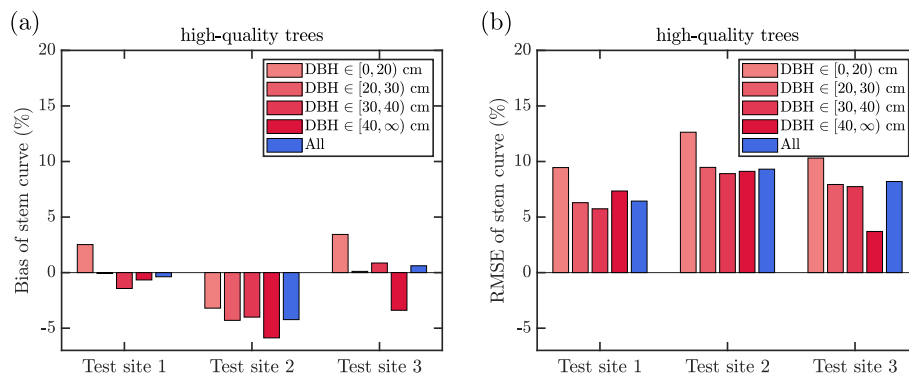 (a)
high-quality trees
20
15
10
5
0
-5
Bias of stem curve (%)
DBH ∈ [0, 20) cm
DBH ∈ [20, 30) cm
DBH ∈ [30, 40) cm
DBH ∈ [40, ∞) cm
All
Test site 1 Test site 2 Test site 3
(b)
high-quality trees
20
15
10
5
0
-5
RMSE of stem curve (%)
DBH ∈ [0, 20) cm
DBH ∈ [20, 30) cm
DBH ∈ [30, 40) cm
DBH ∈ [40, ∞) cm
All
Test site 1 Test site 2 Test site 3